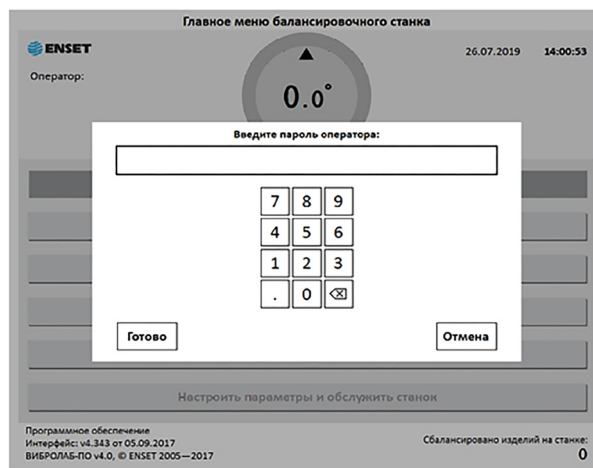 Главное меню балансировочного станка
ENSET
26.07.2019 14:00:53
Оператор:
0.0°
Введите пароль оператора:
7 8 9
4 5 6
1 2 3
. 0
Готово
Отмена
Настроить параметры и обслужить станок
Программное обеспечение
Интерфейс: v4.343 от 05.09.2017
ВИБРОЛАБ-ПО v4.0, © ENSET 2005—2017
Сбалансировано изделий на станке:
0